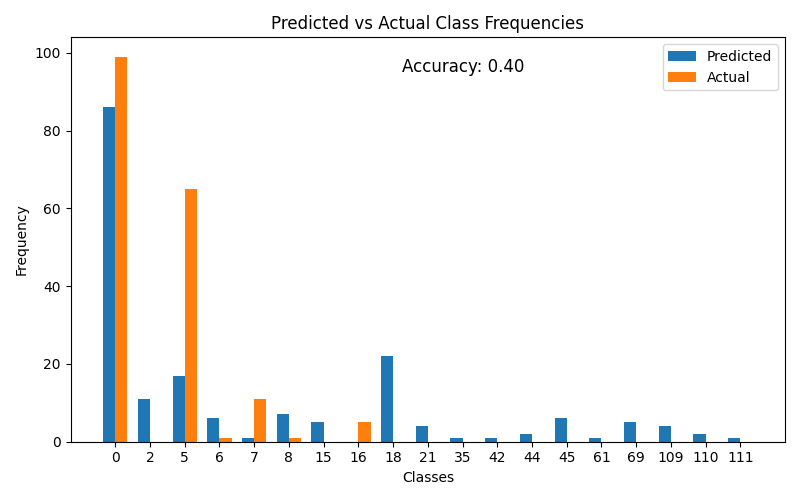 Predicted vs Actual Class Frequencies
Accuracy: 0.40
Predicted
Actual
Frequency
100
80
60
40
20
0
0 2 5 6 7 8 15 16 18 21 35 42 44 45 61 69 109 110 111
Classes